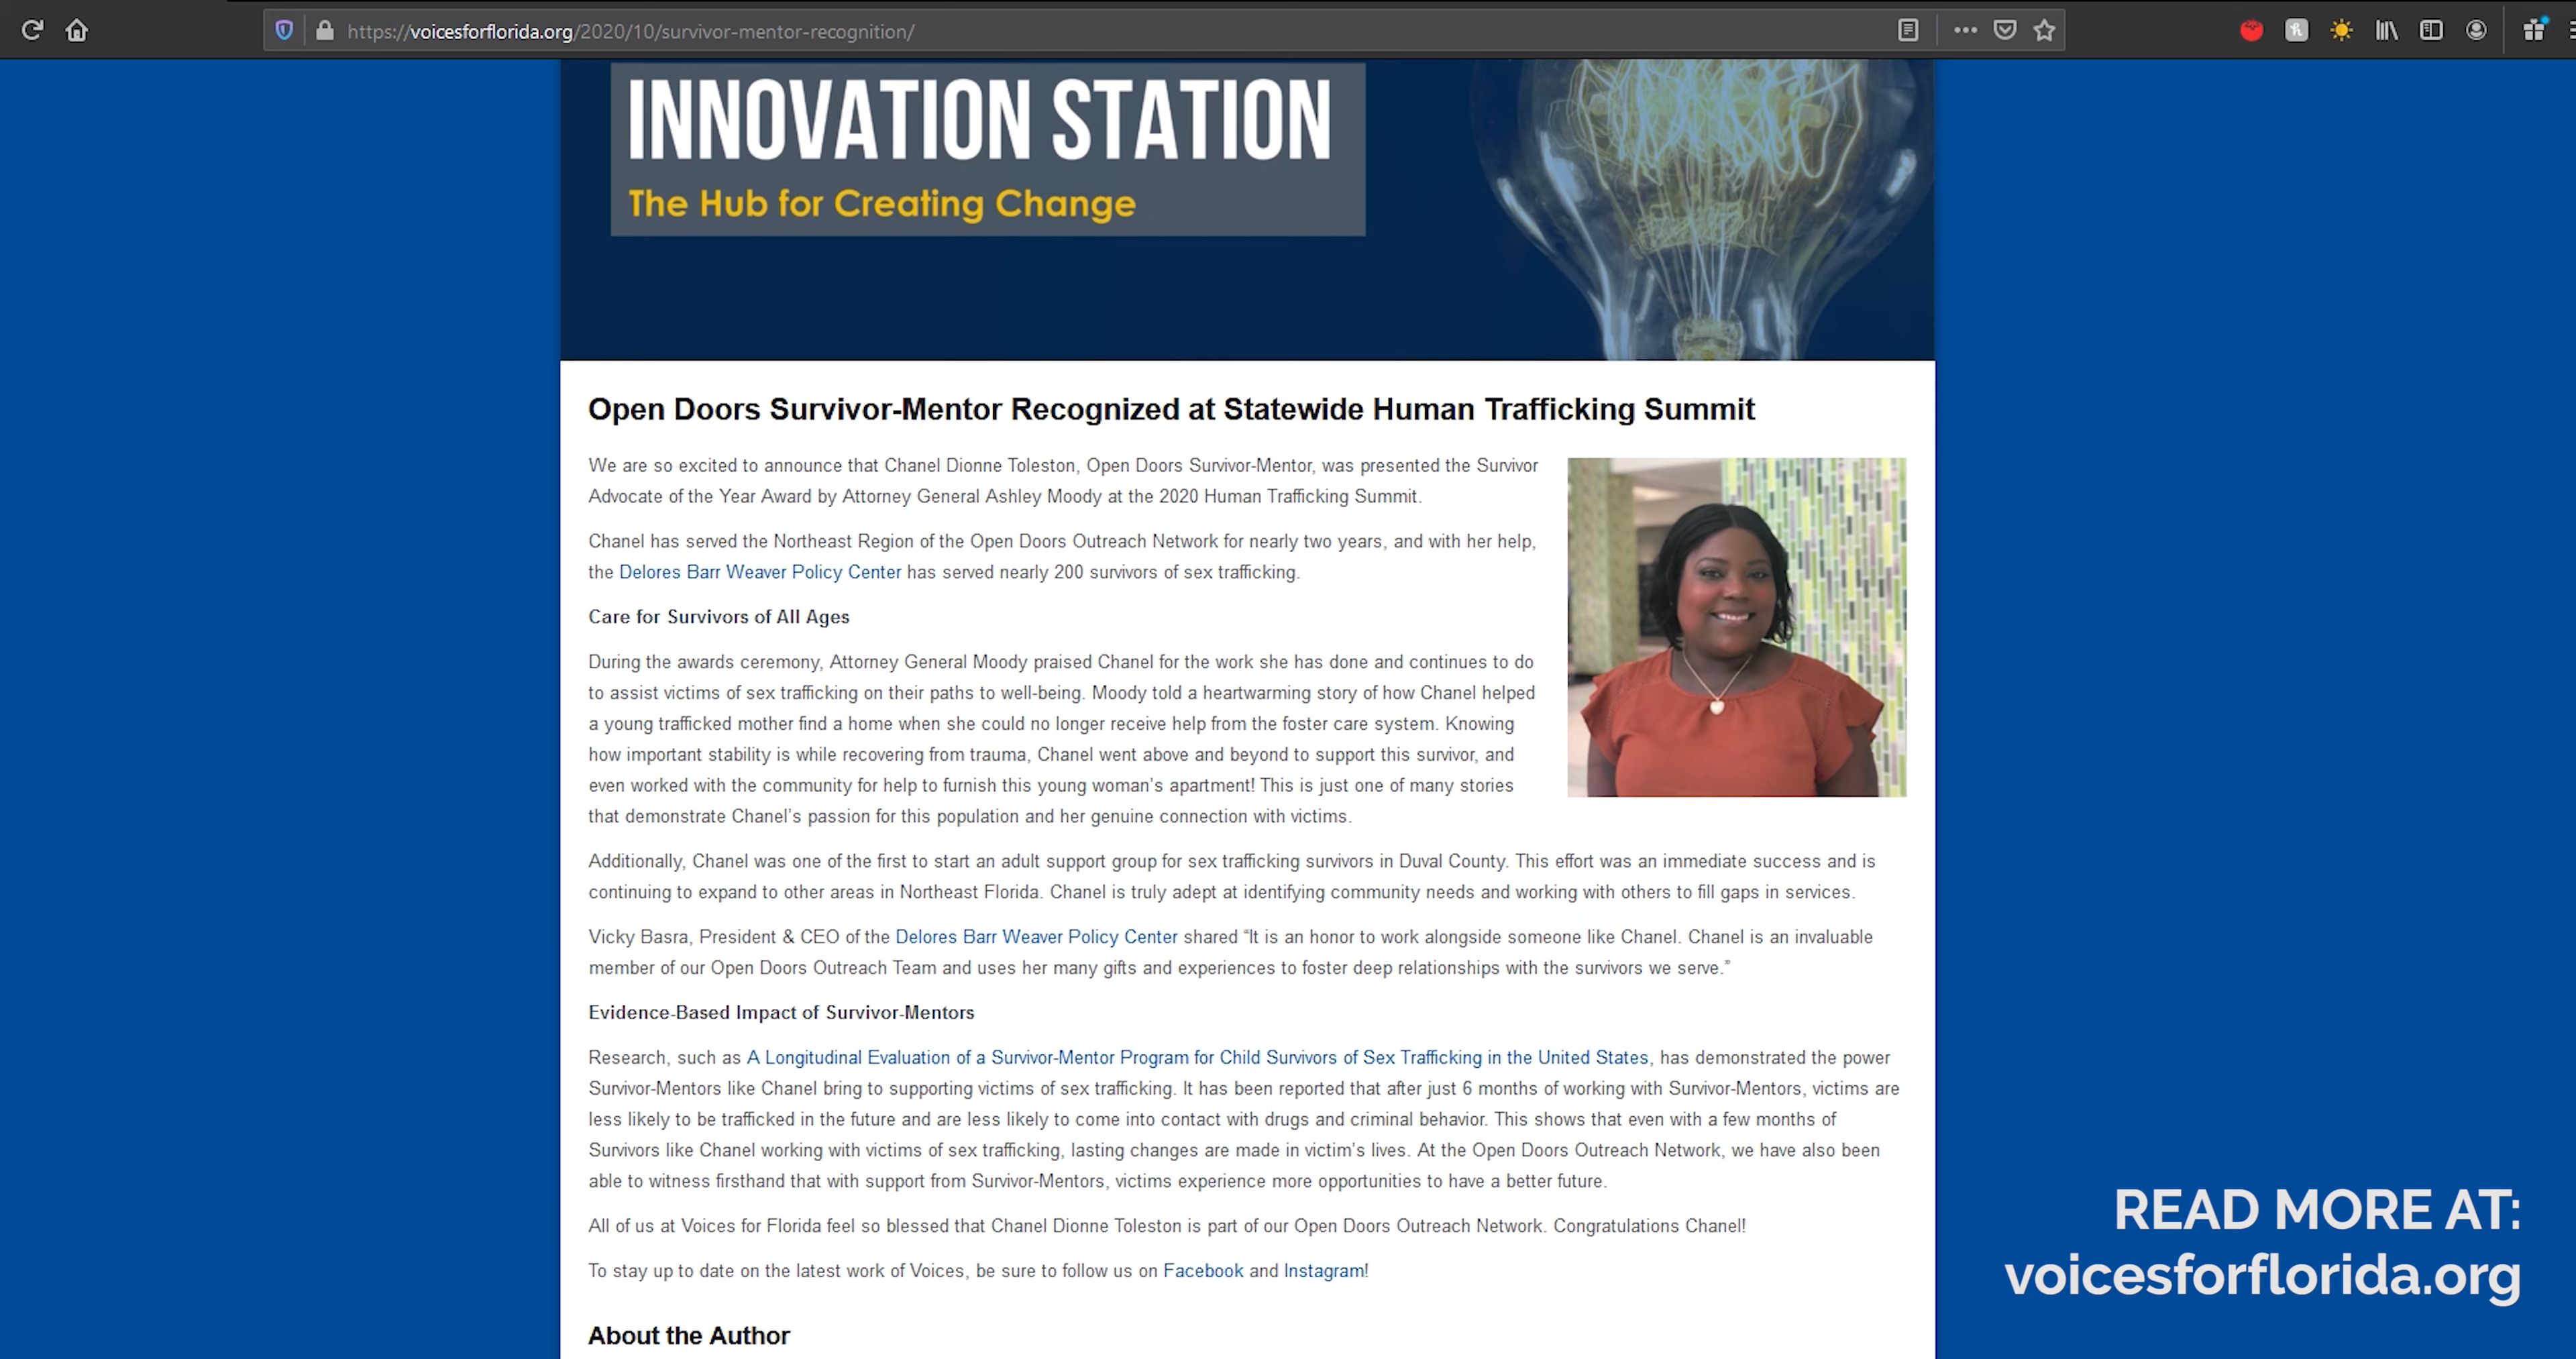 https://voicesforflorida.org/2020/10/survivor-mentor-recognition/
INNOVATION STATION
The Hub for Creating Change
Open Doors Survivor-Mentor Recognized at Statewide Human Trafficking Summit
We are so excited to announce that Chanel Dionne Toleston, Open Doors Survivor-Mentor, was presented the Survivor
Advocate of the Year Award by Attorney General Ashley Moody at the 2020 Human Trafficking Summit.
Chanel has served the Northeast Region of the Open Doors Outreach Network for nearly two years, and with her help,
the Delores Barr Weaver Policy Center has served nearly 200 survivors of sex trafficking.
Care for Survivors of All Ages
During the awards ceremony, Attorney General Moody praised Chanel for the work she has done and continues to do
to assist victims of sex trafficking on their paths to well-being. Moody told a heartwarming story of how Chanel helped
a young trafficked mother find a home when she could no longer receive help from the foster care system. Knowing
how important stability is while recovering from trauma, Chanel went above and beyond to support this survivor, and
even worked with the community for help to furnish this young woman's apartment! This is just one of many stories
that demonstrate Chanel's passion for this population and her genuine connection with victims.
Additionally, Chanel was one of the first to start an adult support group for sex trafficking survivors in Duval County. This effort was an immediate success and is
continuing to expand to other areas in Northeast Florida. Chanel is truly adept at identifying community needs and working with others to fill gaps in services.
Vicky Basra, President & CEO of the Delores Barr Weaver Policy Center shared “It is an honor to work alongside someone like Chanel. Chanel is an invaluable
member of our Open Doors Outreach Team and uses her many gifts and experiences to foster deep relationships with the survivors we serve.”
Evidence-Based Impact of Survivor-Mentors
Research, such as A Longitudinal Evaluation of a Survivor-Mentor Program for Child Survivors of Sex Trafficking in the United States, has demonstrated the power
Survivor-Mentors like Chanel bring to supporting victims of sex trafficking. It has been reported that after just 6 months of working with Survivor-Mentors, victims are
less likely to be trafficked in the future and are less likely to come into contact with drugs and criminal behavior. This shows that even with a few months of
Survivors like Chanel working with victims of sex trafficking, lasting changes are made in victim's lives. At the Open Doors Outreach Network, we have also been
able to witness firsthand that with support from Survivor-Mentors, victims experience more opportunities to have a better future.
All of us at Voices for Florida feel so blessed that Chanel Dionne Toleston is part of our Open Doors Outreach Network. Congratulations Chanel!
To stay up to date on the latest work of Voices, be sure to follow us on Facebook and Instagram!
About the Author
READ MORE AT:
voicesforflorida.org